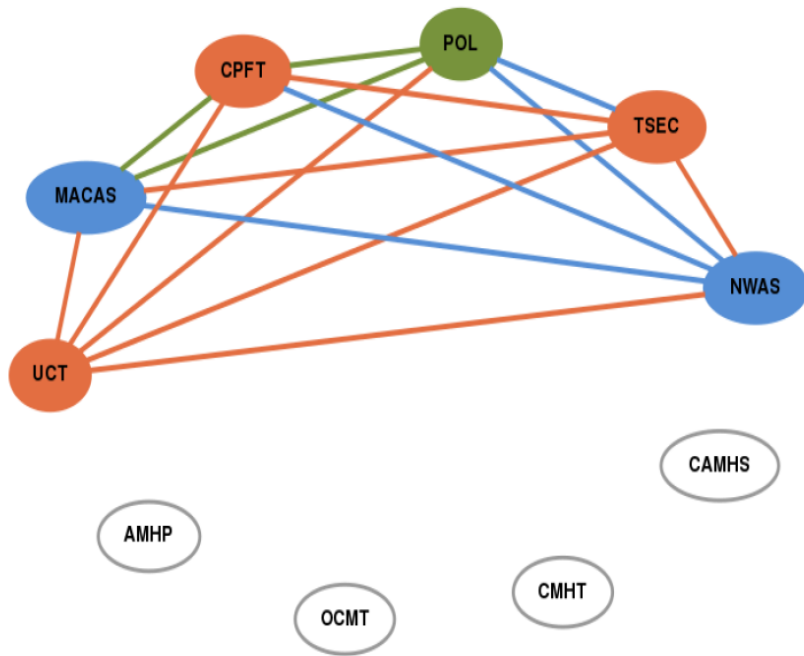 POL
CPFT
TSEC
MACAS
NWAS
UCT
CAMHS
AMHP
CMHT
OCMT